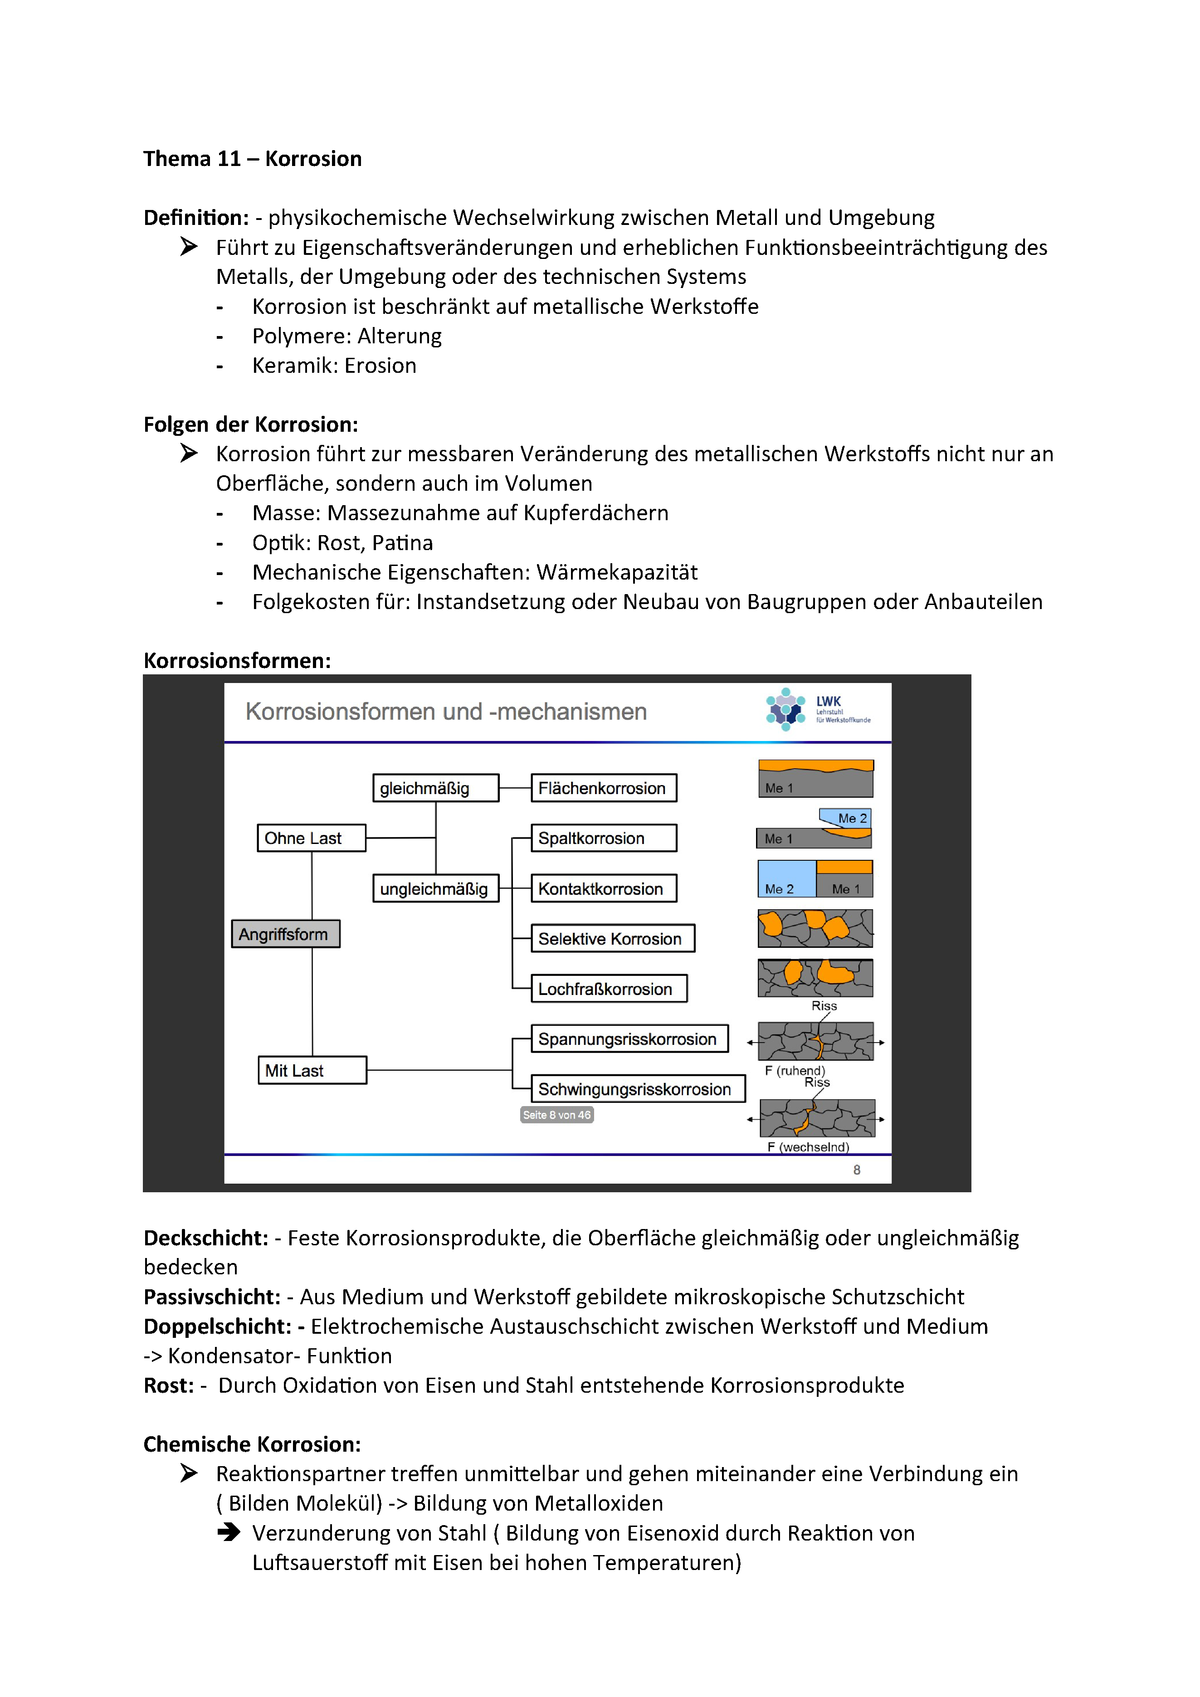 Thema 11 – Korrosion
Definition: - physikochemische Wechselwirkung zwischen Metall und Umgebung
➢ Führt zu Eigenschaftsveränderungen und erheblichen Funktionsbeeinträchtigung des
Metalls, der Umgebung oder des technischen Systems
- Korrosion ist beschränkt auf metallische Werkstoffe
- Polymere: Alterung
- Keramik: Erosion
Folgen der Korrosion:
➢ Korrosion führt zur messbaren Veränderung des metallischen Werkstoffs nicht nur an
Oberfläche, sondern auch im Volumen
- Masse: Massezunahme auf Kupferdächern
- Optik: Rost, Patina
- Mechanische Eigenschaften: Wärmekapazität
- Folgekosten für: Instandsetzung oder Neubau von Baugruppen oder Anbauteilen
Korrosionsformen:
Korrosionsformen und -mechanismen
LWK
Lehrstuhl
für Werkstoffkunde
gleichmäßig
Flächenkorrosion
Me 1
Ohne Last
Spaltkorrosion
Me 2
Me 1
ungleichmäßig
Kontaktkorrosion
Me 2
Me 1
Angriffsform
Selektive Korrosion
Lochfraßkorrosion
Riss
Spannungsrisskorrosion
F (ruhend)
Mit Last
Riss
Schwingungsrisskorrosion
Seite 8 von 46
F (wechselnd)
8
Deckschicht: - Feste Korrosionsprodukte, die Oberfläche gleichmäßig oder ungleichmäßig
bedecken
Passivschicht: - Aus Medium und Werkstoff gebildete mikroskopische Schutzschicht
Doppelschicht: - Elektrochemische Austauschschicht zwischen Werkstoff und Medium
-> Kondensator- Funktion
Rost: - Durch Oxidation von Eisen und Stahl entstehende Korrosionsprodukte
Chemische Korrosion:
➢ Reaktionspartner treffen unmittelbar und gehen miteinander eine Verbindung ein
( Bilden Molekül) -> Bildung von Metalloxiden
➔ Verzunderung von Stahl ( Bildung von Eisenoxid durch Reaktion von
Luftsauerstoff mit Eisen bei hohen Temperaturen)